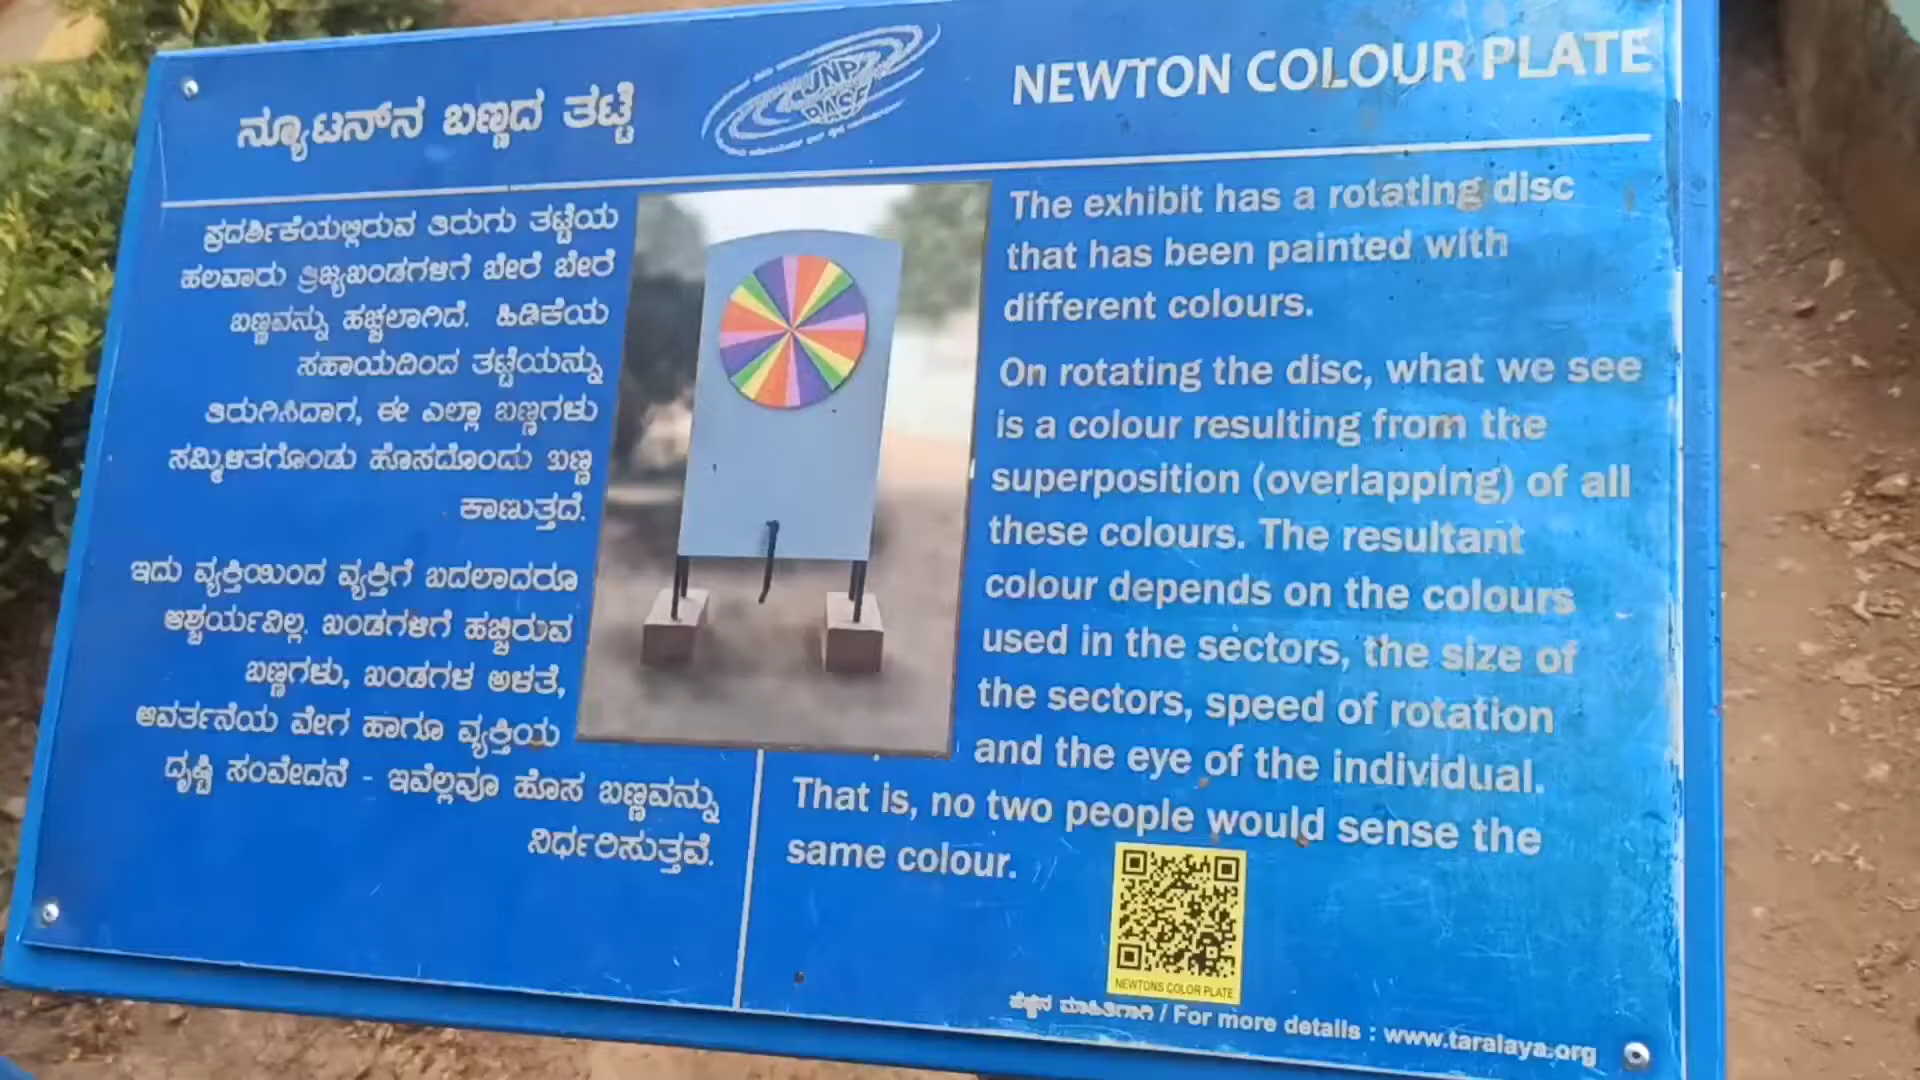 ನ್ಯೂಟನ್‌ನ ಬಣ್ಣದ ತಟ್ಟೆ
JNP
BASE
NEWTON COLOUR PLATE
ಪ್ರದರ್ಶಿಕೆಯಲ್ಲಿರುವ ತಿರುಗು ತಟ್ಟೆಯ
ಹಲವಾರು ತ್ರಿಜ್ಯಖಂಡಗಳಿಗೆ ಬೇರೆ ಬೇರೆ
ಬಣ್ಣವನ್ನು ಹಚ್ಚಲಾಗಿದೆ. ಹಿಡಿಕೆಯ
ಸಹಾಯದಿಂದ ತಟ್ಟೆಯನ್ನು
ತಿರುಗಿಸಿದಾಗ, ಈ ಎಲ್ಲಾ ಬಣ್ಣಗಳು
ಸಮ್ಮಿಳಿತಗೊಂಡು ಹೊಸದೊಂದು ಬಣ್ಣ
ಕಾಣುತ್ತದೆ.
ಇದು ವ್ಯಕ್ತಿಯಿಂದ ವ್ಯಕ್ತಿಗೆ ಬದಲಾದರೂ
ಆಶ್ಚರ್ಯವಿಲ್ಲ. ಖಂಡಗಳಿಗೆ ಹಚ್ಚಿರುವ
ಬಣ್ಣಗಳು, ಖಂಡಗಳ ಅಳತೆ,
ಆವರ್ತನೆಯ ವೇಗ ಹಾಗೂ ವ್ಯಕ್ತಿಯ
ದೃಷ್ಟಿ ಸಂವೇದನೆ - ಇವೆಲ್ಲವೂ ಹೊಸ ಬಣ್ಣವನ್ನು
ನಿರ್ಧರಿಸುತ್ತವೆ.
The exhibit has a rotating disc
that has been painted with
different colours.
On rotating the disc, what we see
is a colour resulting from the
superposition (overlapping) of all
these colours. The resultant
colour depends on the colours
used in the sectors, the size of
the sectors, speed of rotation
and the eye of the individual.
That is, no two people would sense the
same colour.
NEWTONS COLOR PLATE
ಹೆಚ್ಚಿನ ಮಾಹಿತಿಗಾಗಿ / For more details : www.taralaya.org